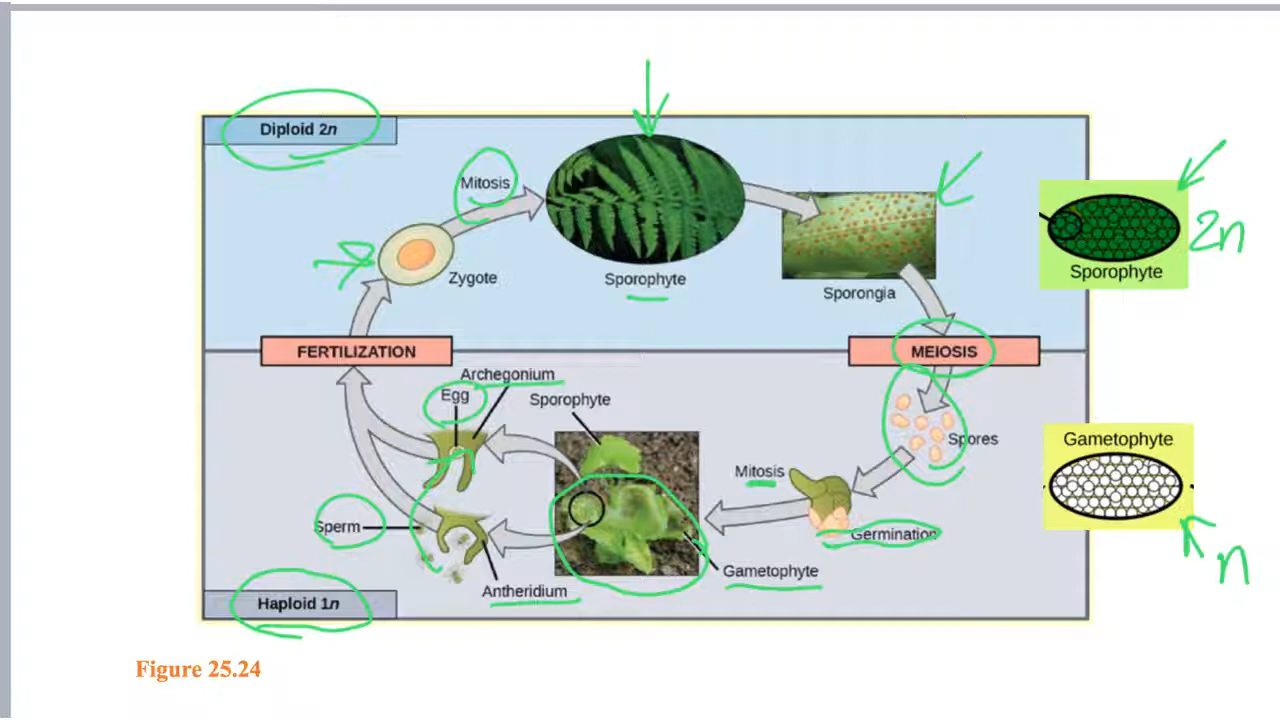 Diploid 2n
Mitosis
Zygote
Sporophyte
Sporongia
Sporophyte
2n
FERTILIZATION
MEIOSIS
Archegonium
Egg
Sporophyte
Spores
Gametophyte
n
Mitosis
Sperm
Germination
Gametophyte
Antheridium
Haploid 1n
Figure 25.24